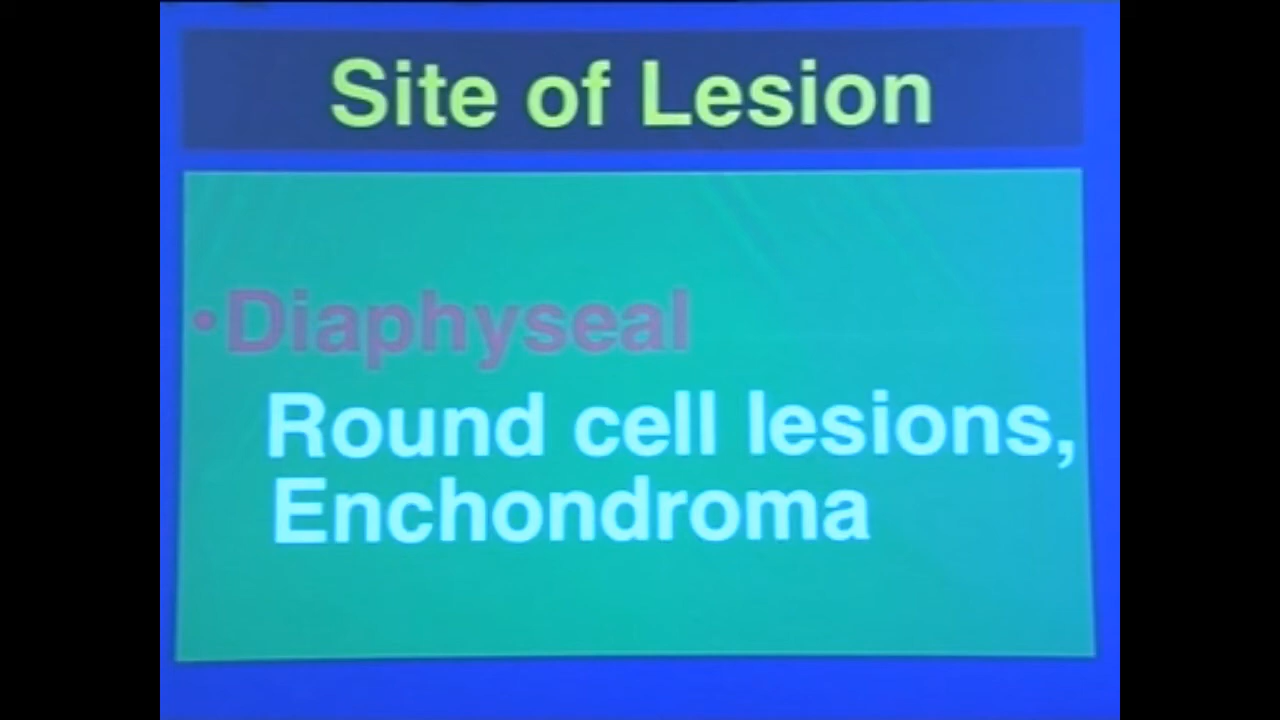 Site of Lesion
•Diaphyseal
Round cell lesions,
Enchondroma